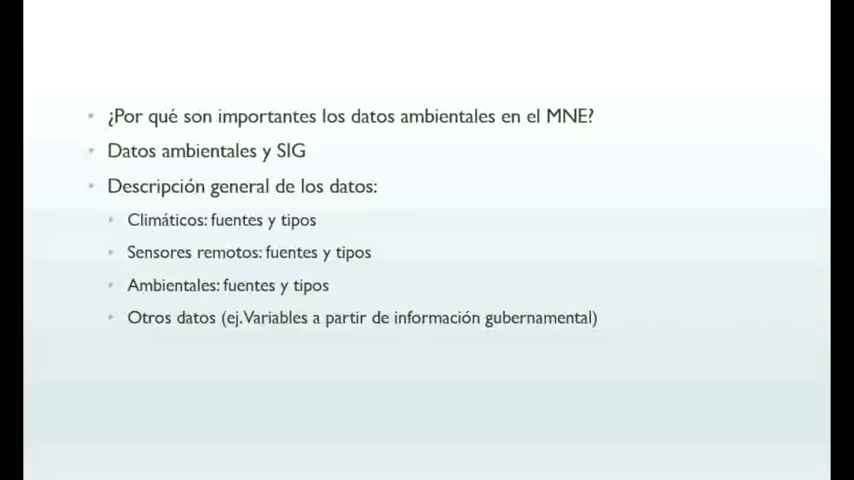 ¿Por qué son importantes los datos ambientales en el MNE?
Datos ambientales y SIG
Descripción general de los datos:
Climáticos: fuentes y tipos
Sensores remotos: fuentes y tipos
Ambientales: fuentes y tipos
Otros datos (ej. Variables a partir de información gubernamental)